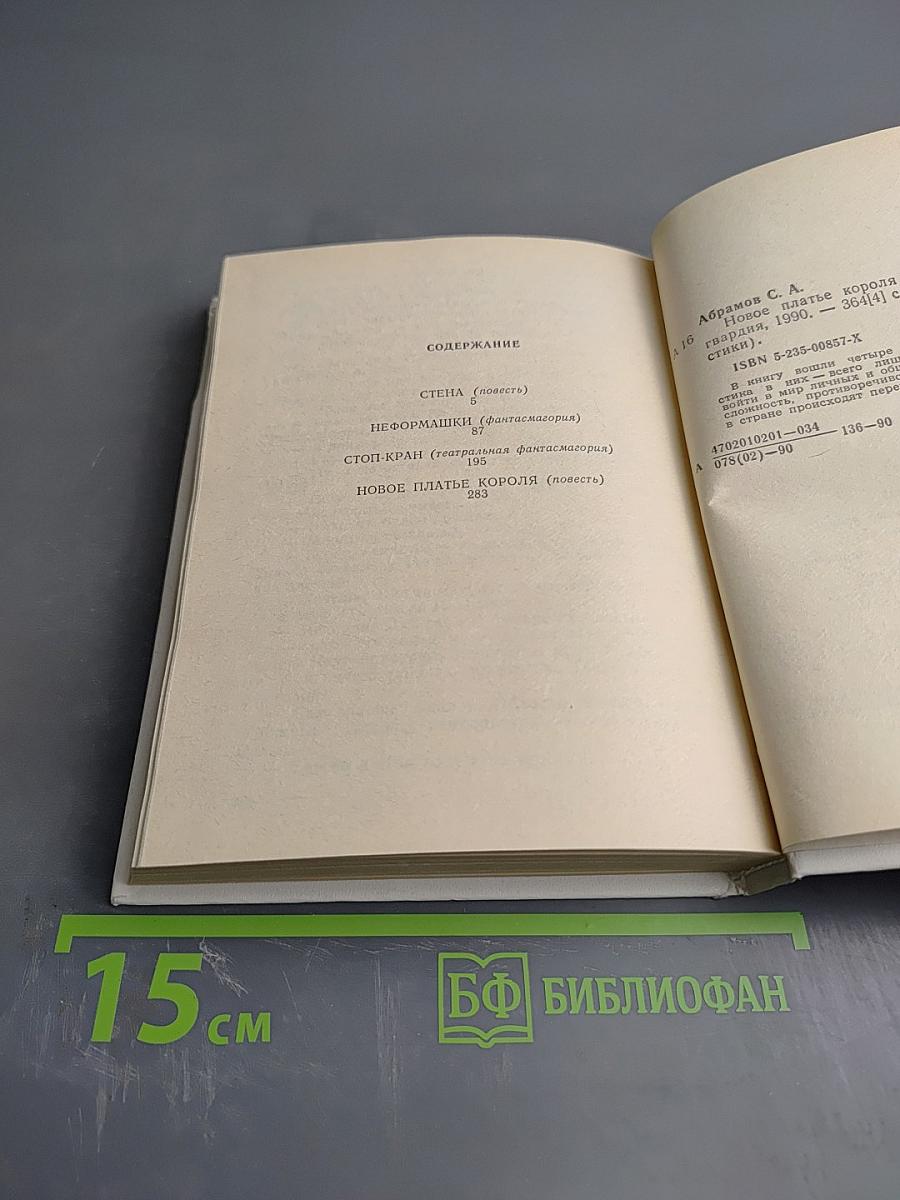 СОДЕРЖАНИЕ
СТЕНА (повесть)
5
НЕФОРМАШКИ (фантасмагория)
87
СТОП-КРАН (театральная фантасмагория)
195
НОВОЕ ПЛАТЬЕ КОРОЛЯ (повесть)
283
Абрамов С. А.
А 16 Новое платье короля
гвардия, 1990. — 364[4] с
стики).
ISBN 5-235-00857-X
В книгу вошли четыре
стика в них — всего лиш
войти в мир личных и общ
сложность, противоречивос
в стране происходят пере
А 4702010201—034 136—90
078(02)—90
15 см
БФ БИБЛИОФАН